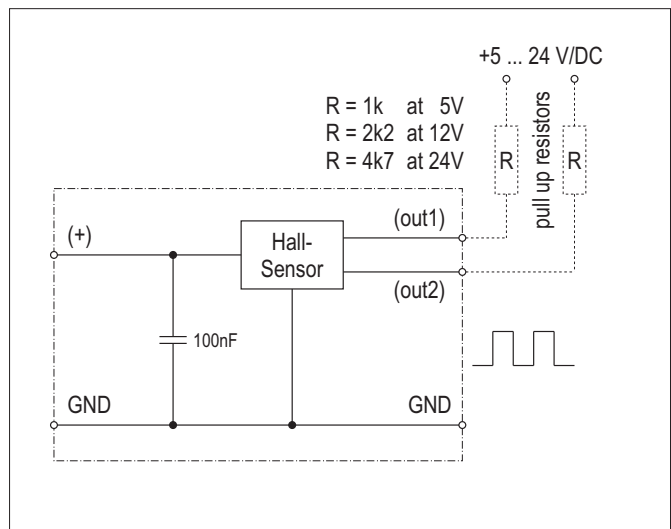 +5 ... 24 V/DC
R = 1k at 5V
R = 2k2 at 12V
R = 4k7 at 24V
R
pull up resistors
R
(+)
Hall-
Sensor
(out1)
(out2)
100nF
GND
GND